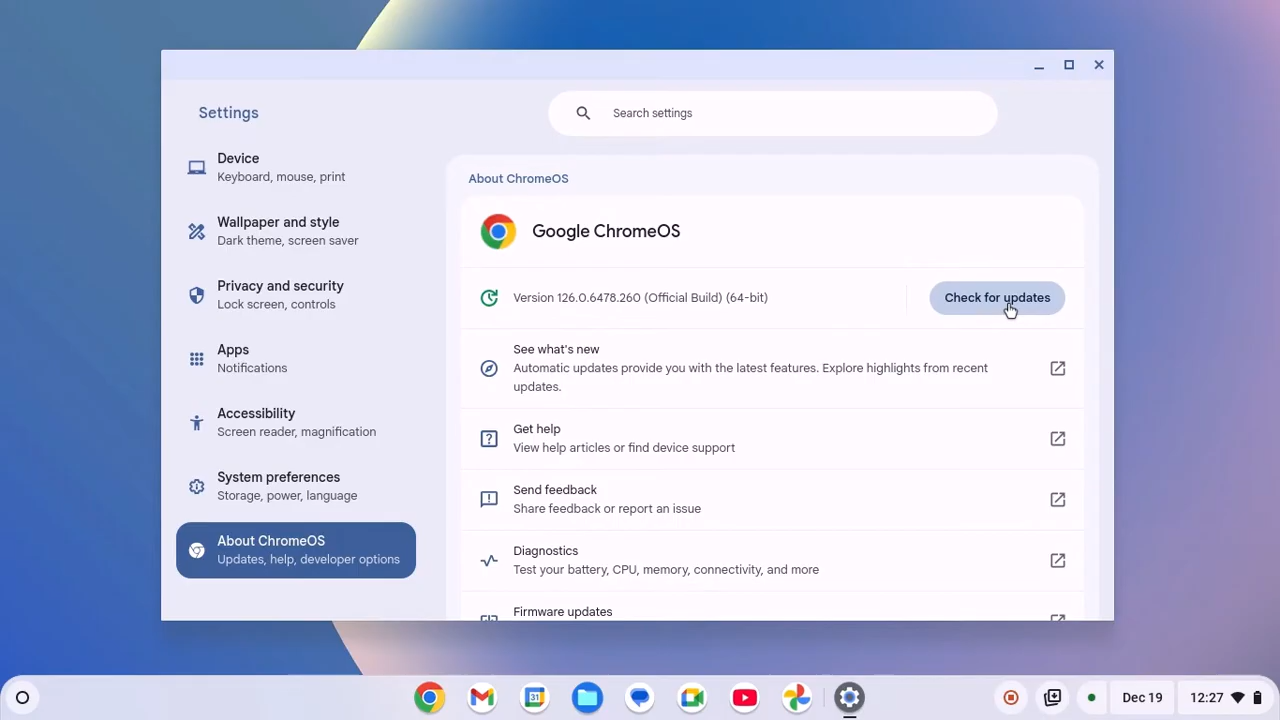 Settings
Search settings
Device
Keyboard, mouse, print
Wallpaper and style
Dark theme, screen saver
Privacy and security
Lock screen, controls
Apps
Notifications
Accessibility
Screen reader, magnification
System preferences
Storage, power, language
About ChromeOS
Updates, help, developer options
About ChromeOS
Google ChromeOS
Version 126.0.6478.260 (Official Build) (64-bit)
Check for updates
See what's new
Automatic updates provide you with the latest features. Explore highlights from recent
updates.
Get help
View help articles or find device support
Send feedback
Share feedback or report an issue
Diagnostics
Test your battery, CPU, memory, connectivity, and more
Firmware updates
31
Dec 19
12:27